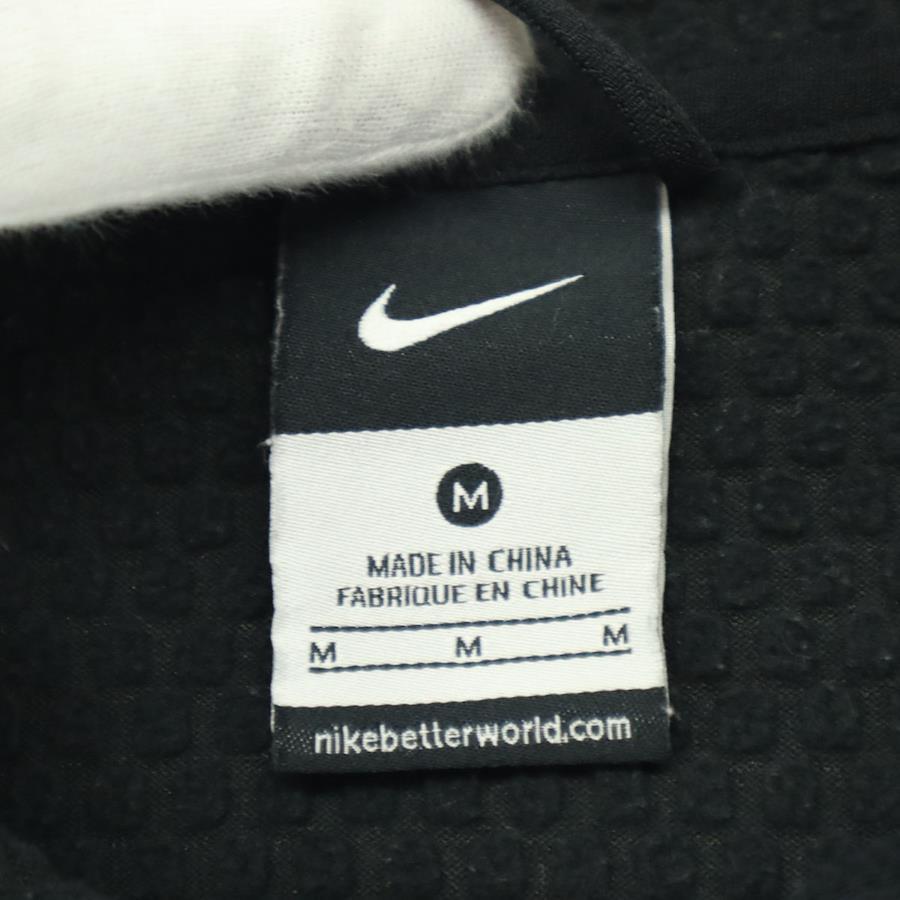 M
MADE IN CHINA
FABRIQUE EN CHINE
M M M
nikebetterworld.com